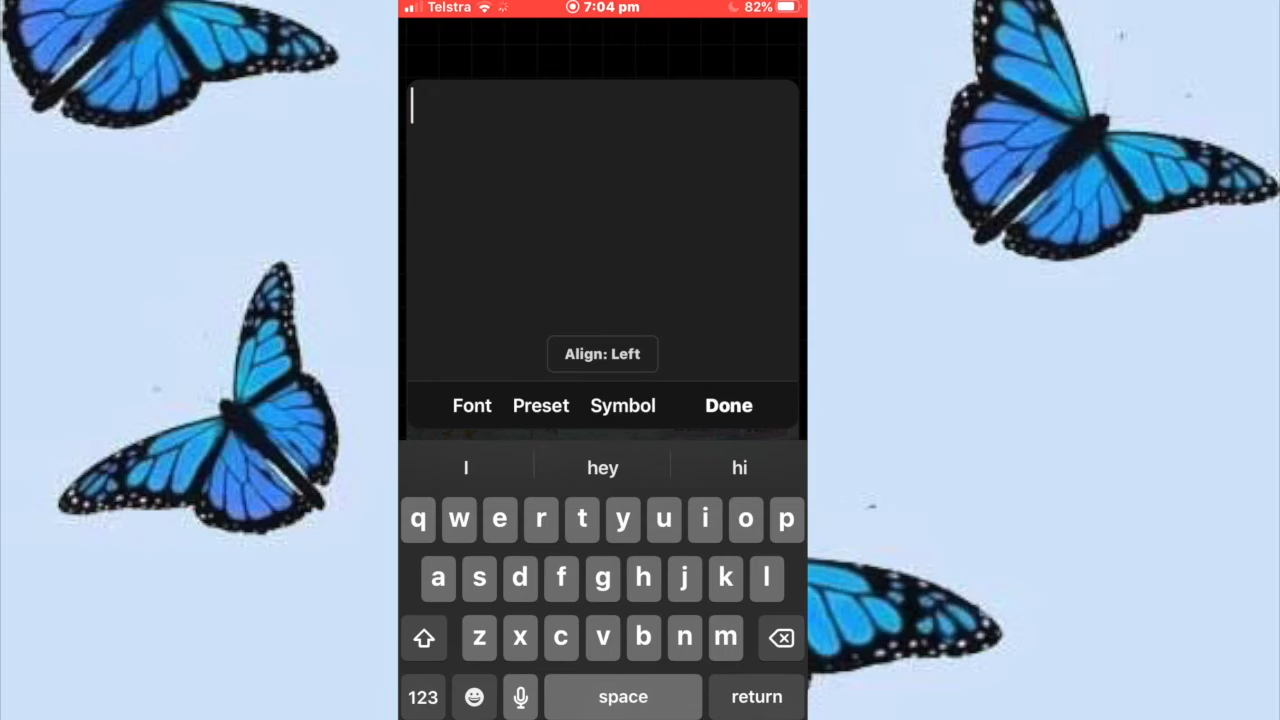 Telstra 7:04 pm 82%
Align: Left
Font Preset Symbol Done
I hey hi
q w e r t y u i o p
a s d f g h j k l
z x c v b n m
123 space return